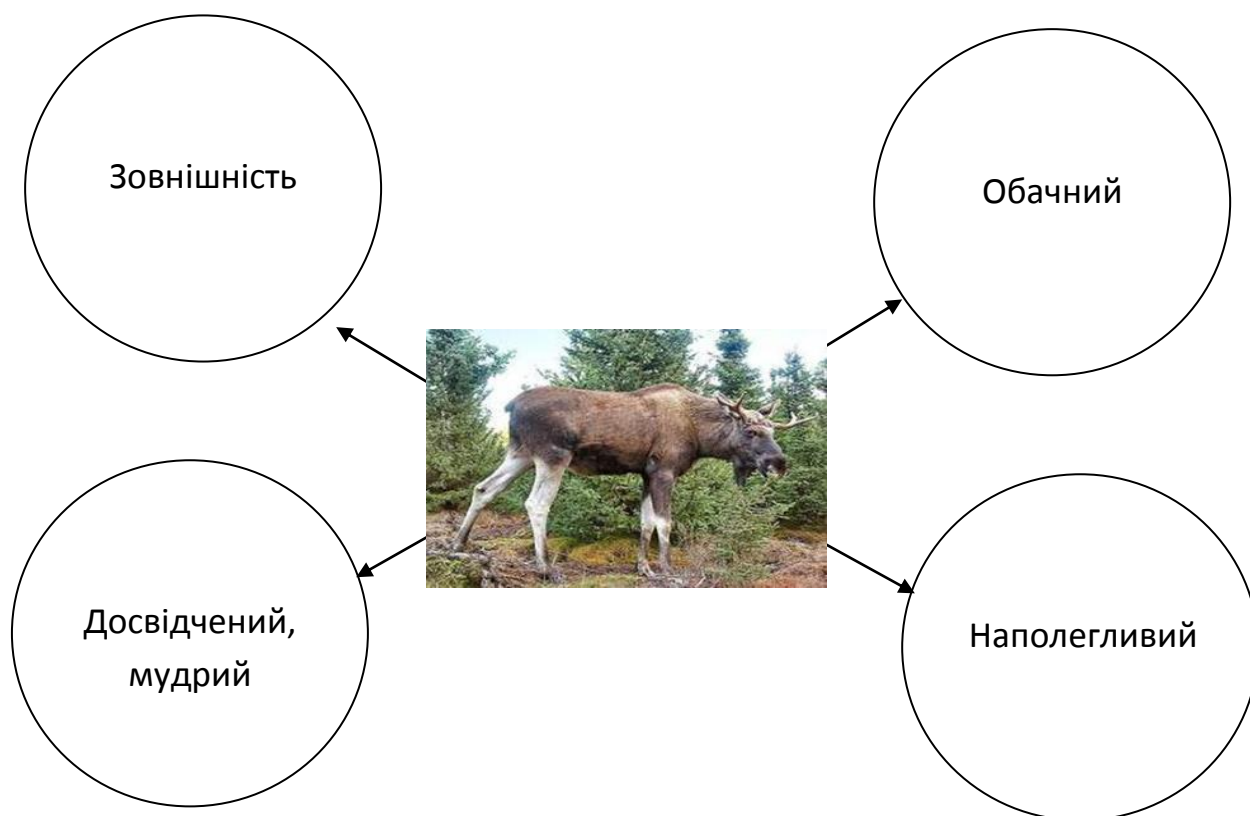 Зовнішність
Обачний
Досвідчений,
мудрий
Наполегливий